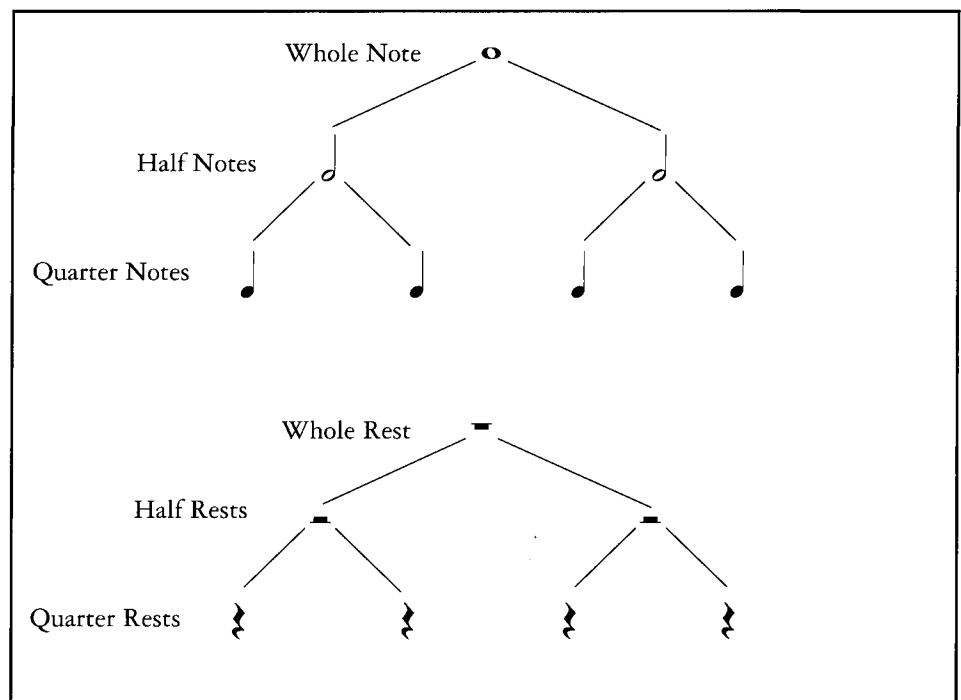 Whole Note
Half Notes
Quarter Notes
Whole Rest
Half Rests
Quarter Rests